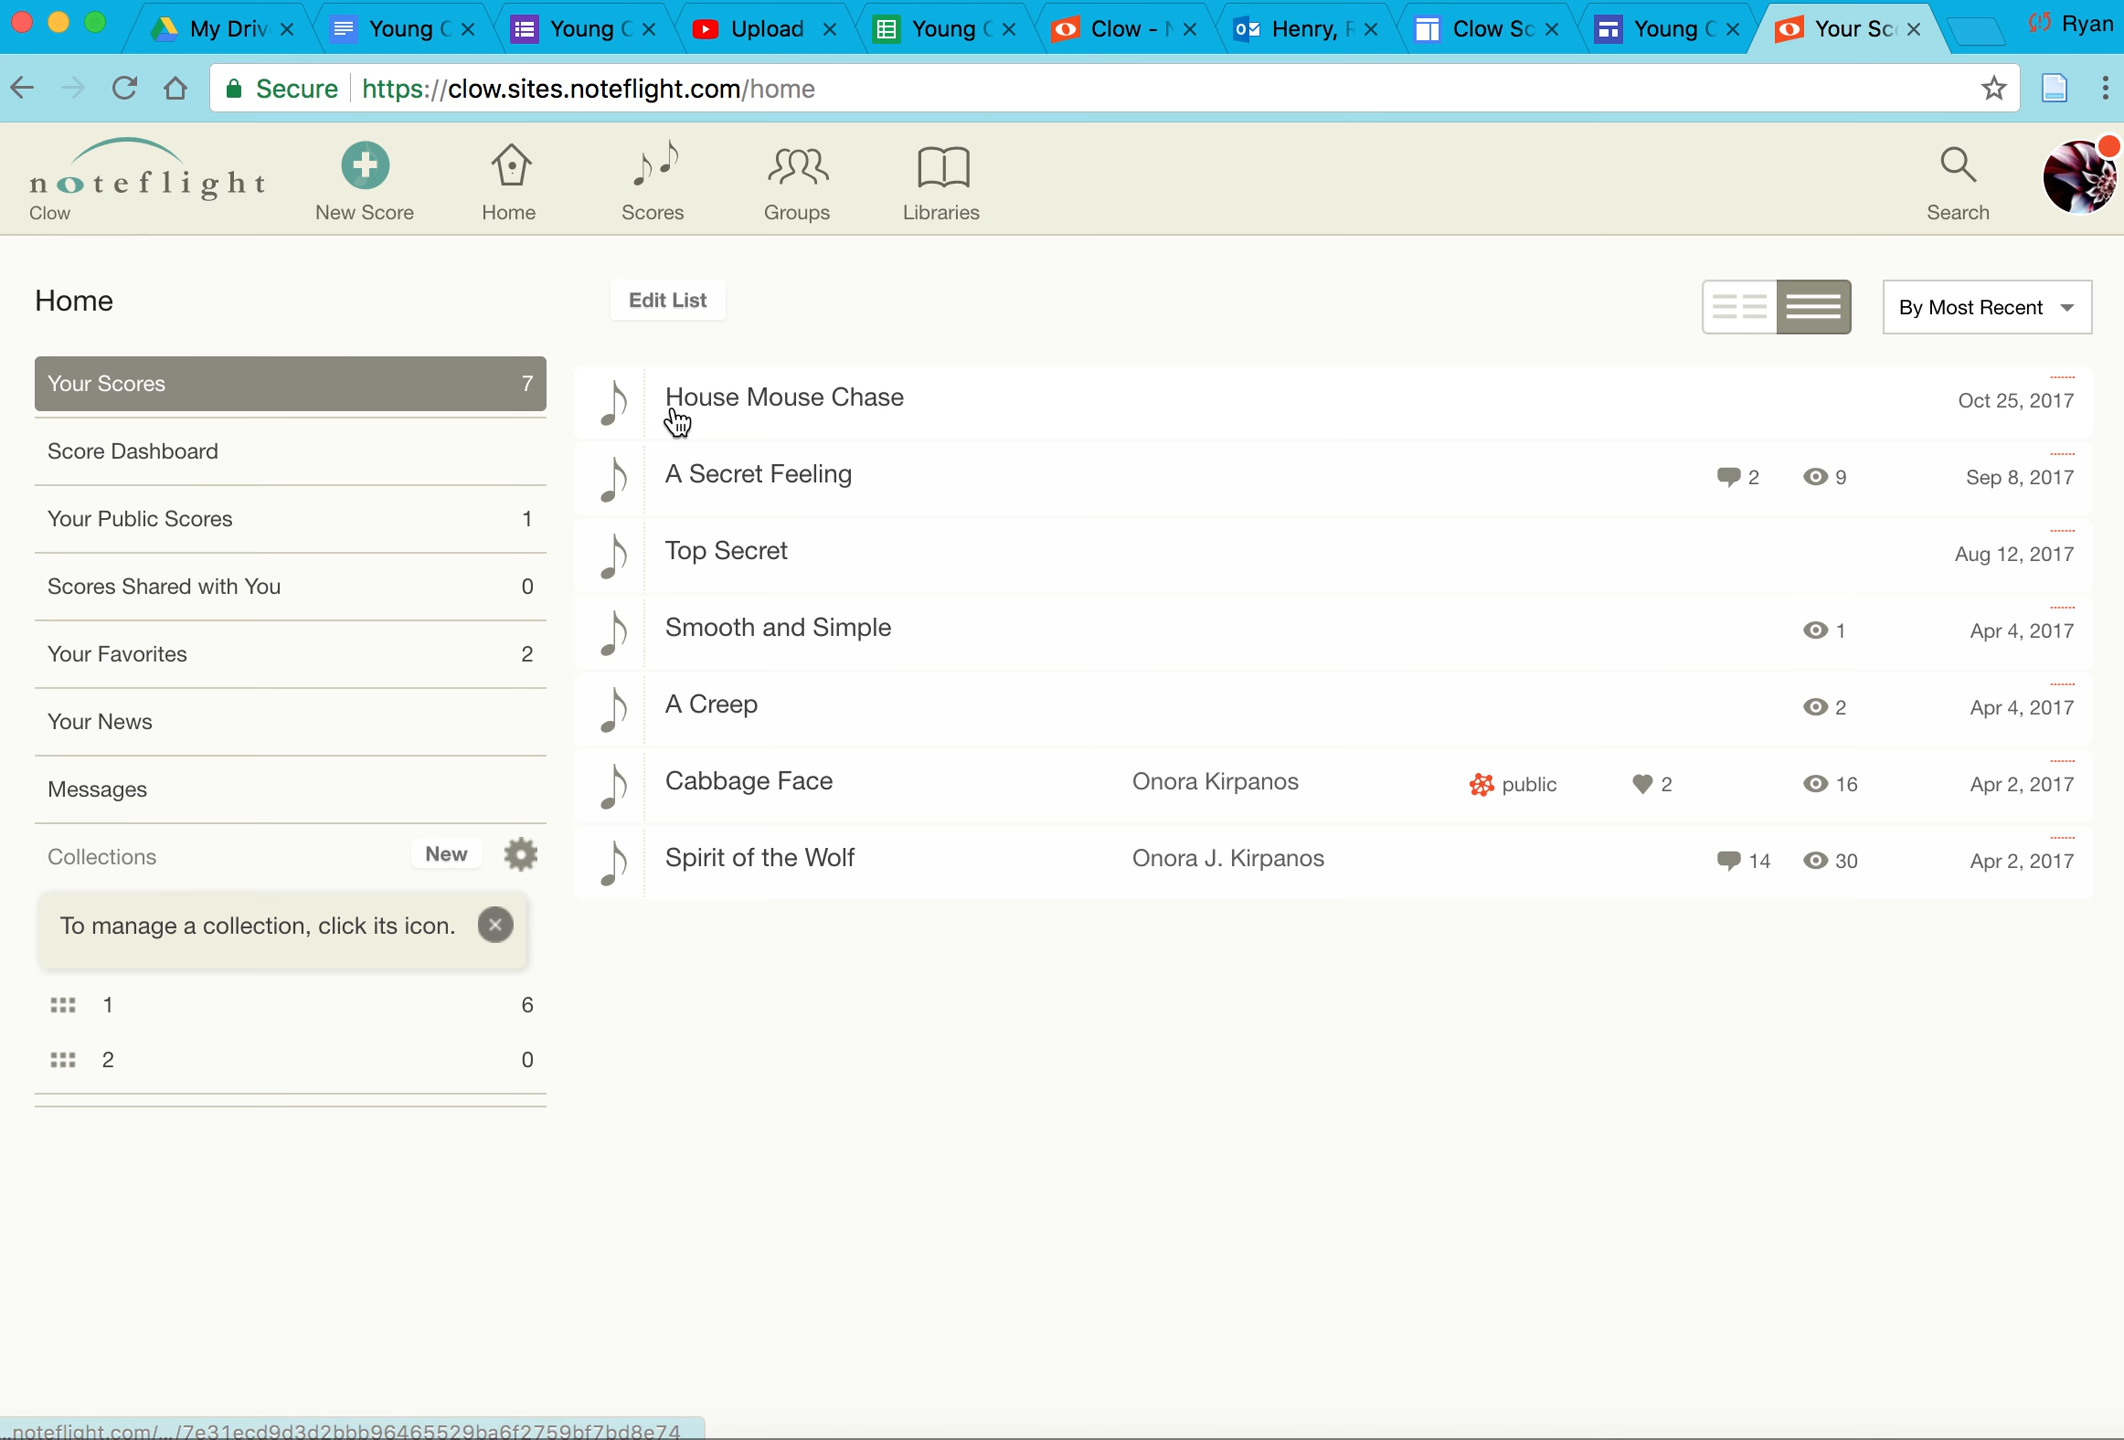 My Driv
Young C
Young C
Upload
Young C
Clow - N
Henry, F
Clow Sc
Young C
Your Sc
Ryan
Secure https://clow.sites.noteflight.com/home
noteflight
Clow
New Score
Home
Scores
Groups
Libraries
Search
Home
Edit List
By Most Recent
Your Scores 7
Score Dashboard
Your Public Scores 1
Scores Shared with You 0
Your Favorites 2
Your News
Messages
Collections New
To manage a collection, click its icon.
1 6
2 0
House Mouse Chase Oct 25, 2017
A Secret Feeling 2 9 Sep 8, 2017
Top Secret Aug 12, 2017
Smooth and Simple 1 Apr 4, 2017
A Creep 2 Apr 4, 2017
Cabbage Face Onora Kirpanos public 2 16 Apr 2, 2017
Spirit of the Wolf Onora J. Kirpanos 14 30 Apr 2, 2017
...noteflight.com/.../7e31ecd9d3d2bbb96465529ba6f2759bf7bd8e74